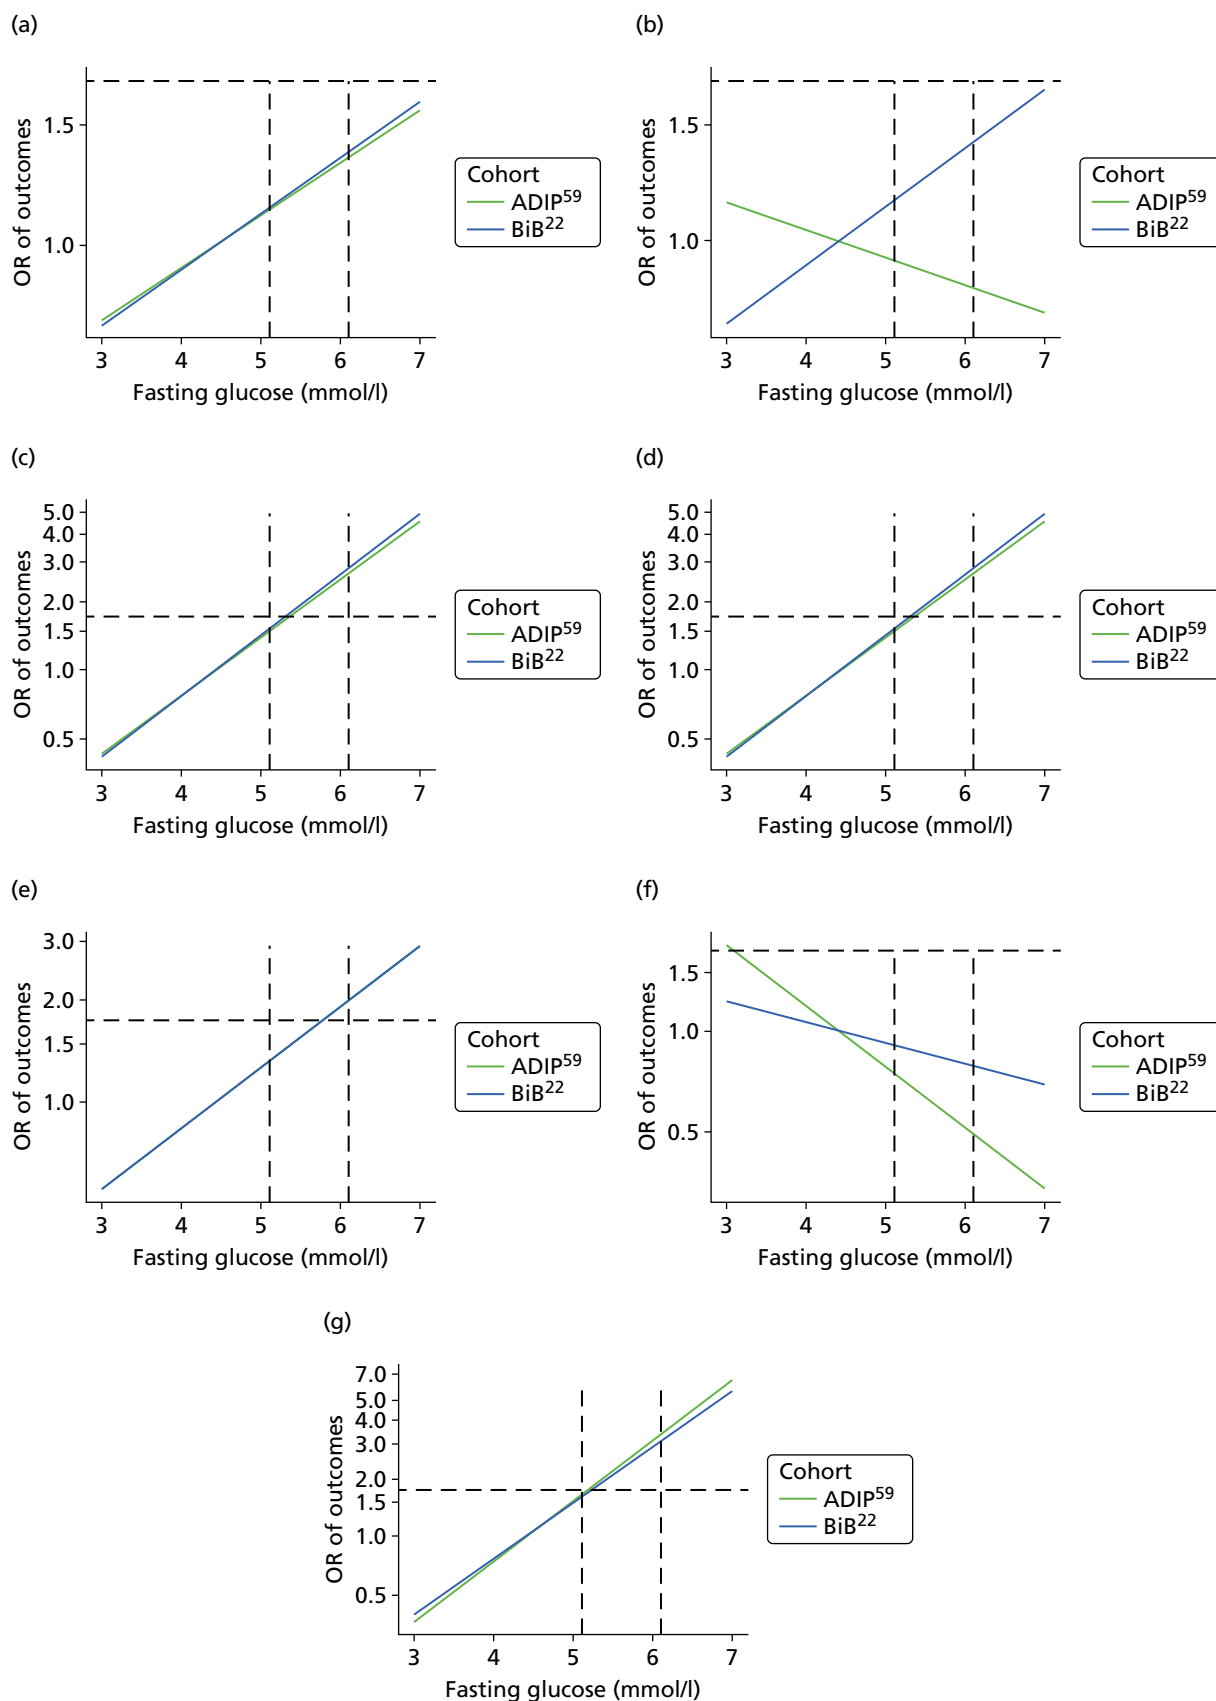 (a)
OR of outcomes
1.5
1.0
3 4 5 6 7
Fasting glucose (mmol/l)
Cohort
ADIP59
BiB22
(b)
OR of outcomes
1.5
1.0
3 4 5 6 7
Fasting glucose (mmol/l)
Cohort
ADIP59
BiB22
(c)
OR of outcomes
5.0
4.0
3.0
2.0
1.5
1.0
0.5
3 4 5 6 7
Fasting glucose (mmol/l)
Cohort
ADIP59
BiB22
(d)
OR of outcomes
5.0
4.0
3.0
2.0
1.5
1.0
0.5
3 4 5 6 7
Fasting glucose (mmol/l)
Cohort
ADIP59
BiB22
(e)
OR of outcomes
3.0
2.0
1.5
1.0
3 4 5 6 7
Fasting glucose (mmol/l)
Cohort
ADIP59
BiB22
(f)
OR of outcomes
1.5
1.0
0.5
3 4 5 6 7
Fasting glucose (mmol/l)
Cohort
ADIP59
BiB22
(g)
OR of outcomes
7.0
5.0
4.0
3.0
2.0
1.5
1.0
0.5
3 4 5 6 7
Fasting glucose (mmol/l)
Cohort
ADIP59
BiB22